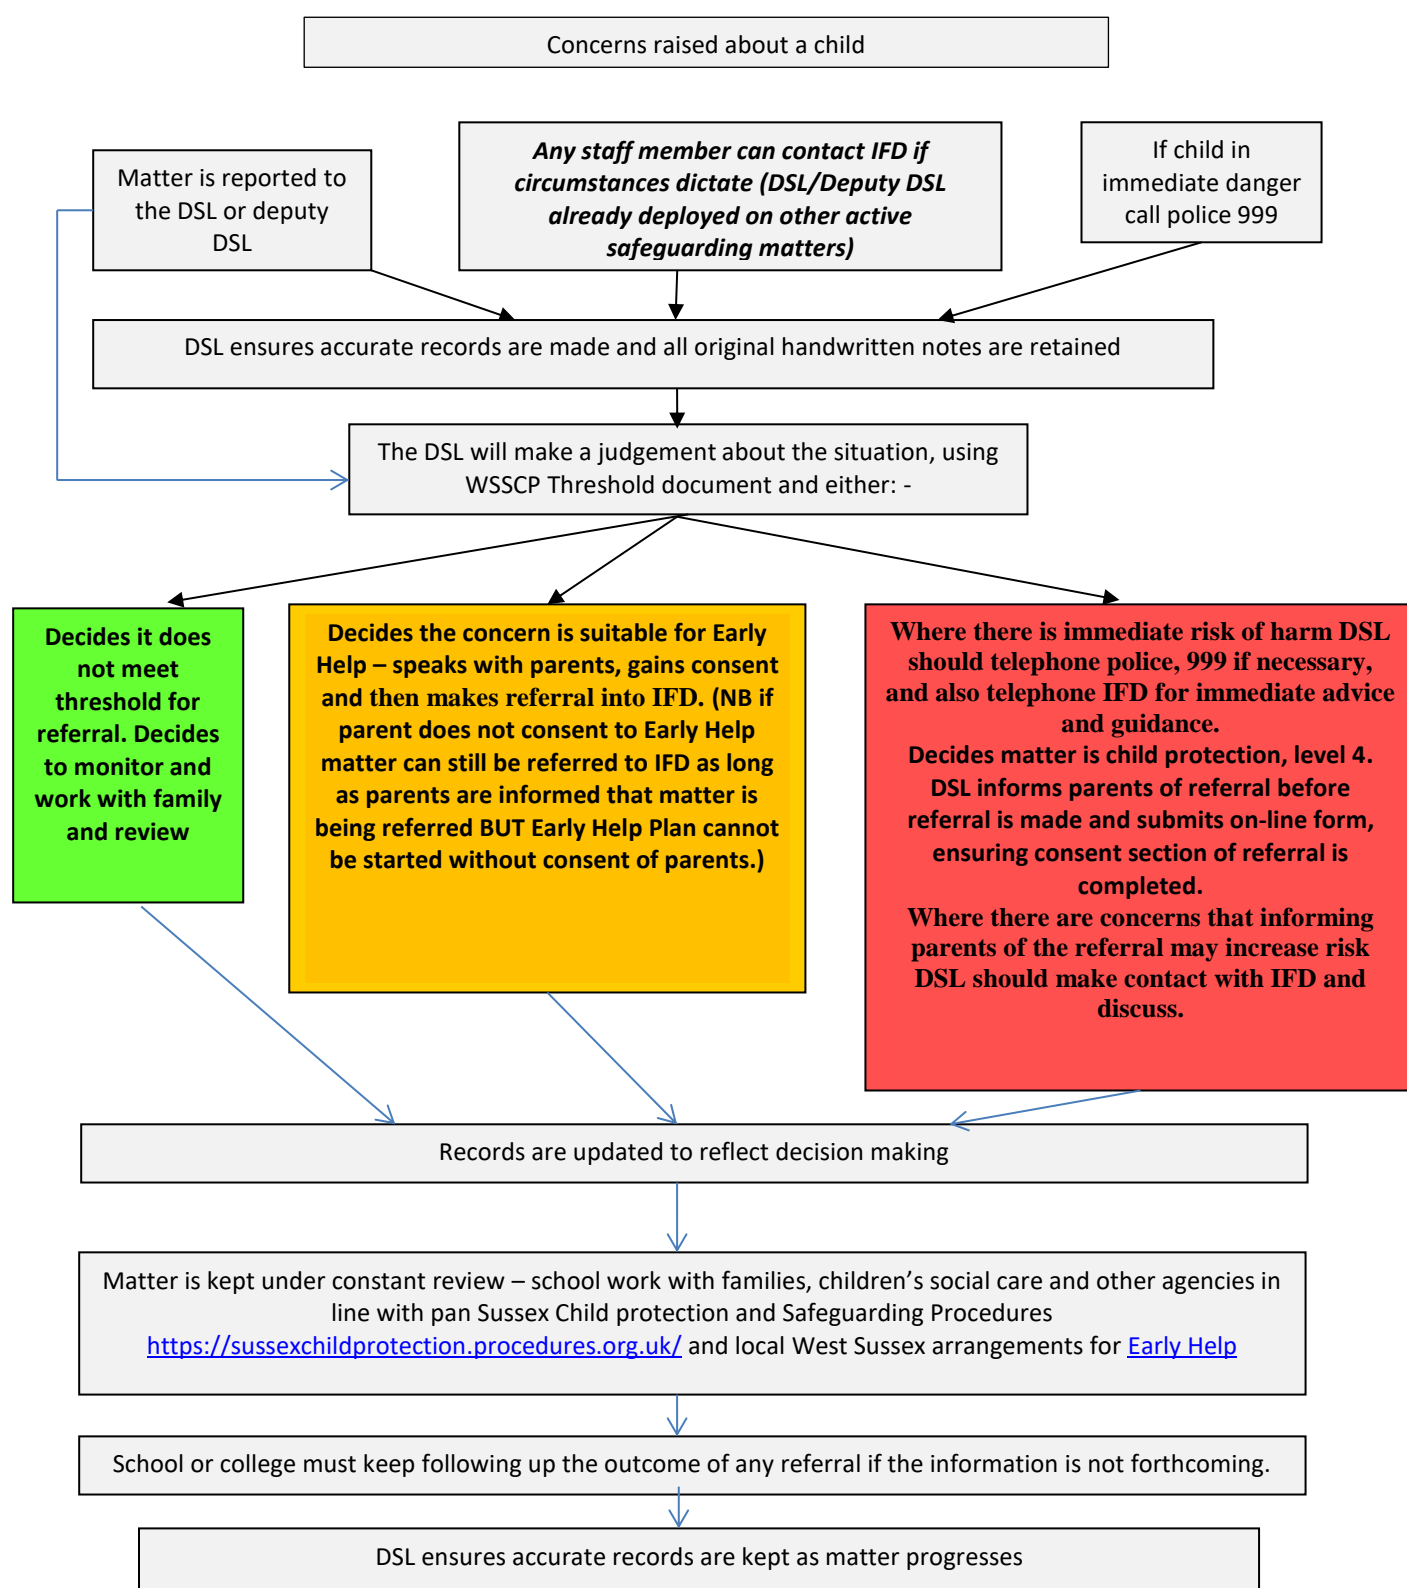 Concerns raised about a child
Matter is reported to
the DSL or deputy
DSL
Any staff member can contact IFD if
circumstances dictate (DSL/Deputy DSL
already deployed on other active
safeguarding matters)
If child in
immediate danger
call police 999
DSL ensures accurate records are made and all original handwritten notes are retained
The DSL will make a judgement about the situation, using
WSSCP Threshold document and either: -
Decides it does
not meet
threshold for
referral. Decides
to monitor and
work with family
and review
Decides the concern is suitable for Early
Help – speaks with parents, gains consent
and then makes referral into IFD. (NB if
parent does not consent to Early Help
matter can still be referred to IFD as long
as parents are informed that matter is
being referred BUT Early Help Plan cannot
be started without consent of parents.)
Where there is immediate risk of harm DSL
should telephone police, 999 if necessary,
and also telephone IFD for immediate advice
and guidance.
Decides matter is child protection, level 4.
DSL informs parents of referral before
referral is made and submits on-line form,
ensuring consent section of referral is
completed.
Where there are concerns that informing
parents of the referral may increase risk
DSL should make contact with IFD and
discuss.
Records are updated to reflect decision making
Matter is kept under constant review – school work with families, children’s social care and other agencies in
line with pan Sussex Child protection and Safeguarding Procedures
https://sussexchildprotection.procedures.org.uk/ and local West Sussex arrangements for Early Help
School or college must keep following up the outcome of any referral if the information is not forthcoming.
DSL ensures accurate records are kept as matter progresses